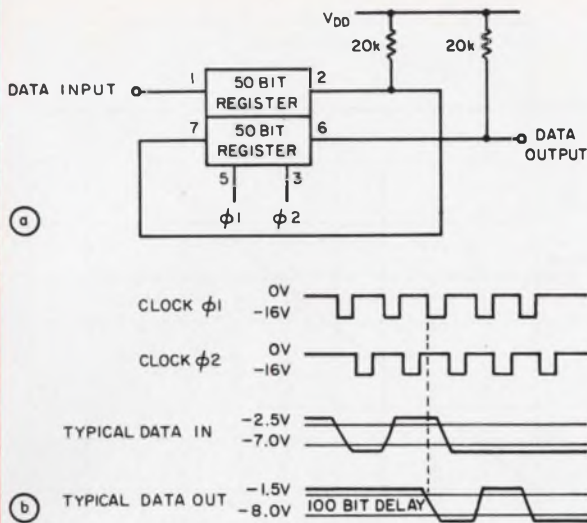 V_DD
20k 20k
1 50 BIT REGISTER 2
DATA INPUT
7 50 BIT REGISTER 6
DATA OUTPUT
5 3
ϕ1 ϕ2
a
CLOCK ϕ1 0V
-16V
CLOCK ϕ2 0V
-16V
TYPICAL DATA IN -2.5V
-7.0V
b TYPICAL DATA OUT -1.5V
-8.0V
100 BIT DELAY